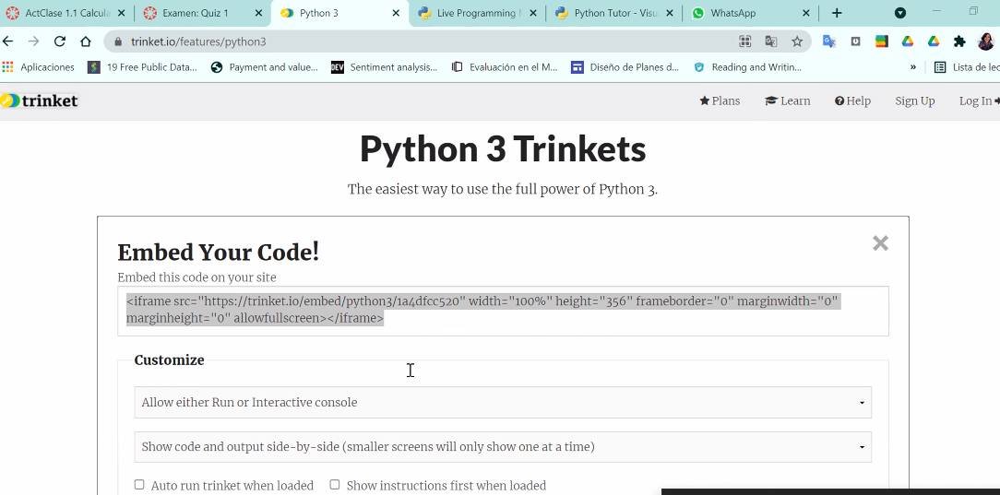 ActClase 1.1 Calcula
Examen: Quiz 1
Python 3
Live Programming
Python Tutor - Visu
WhatsApp
trinket.io/features/python3
Aplicaciones
19 Free Public Data...
Payment and value...
DEV
Sentiment analysis...
Evaluación en el M...
Diseño de Planes d...
Reading and Writin...
»
Lista de lec
trinket
Plans
Learn
Help
Sign Up
Log In
Python 3 Trinkets
The easiest way to use the full power of Python 3.
Embed Your Code!
Embed this code on your site
<iframe src="https://trinket.io/embed/python3/1a4dfcc520" width="100%" height="356" frameborder="0" marginwidth="0"
marginheight="0" allowfullscreen></iframe>
Customize
Allow either Run or Interactive console
Show code and output side-by-side (smaller screens will only show one at a time)
Auto run trinket when loaded
Show instructions first when loaded